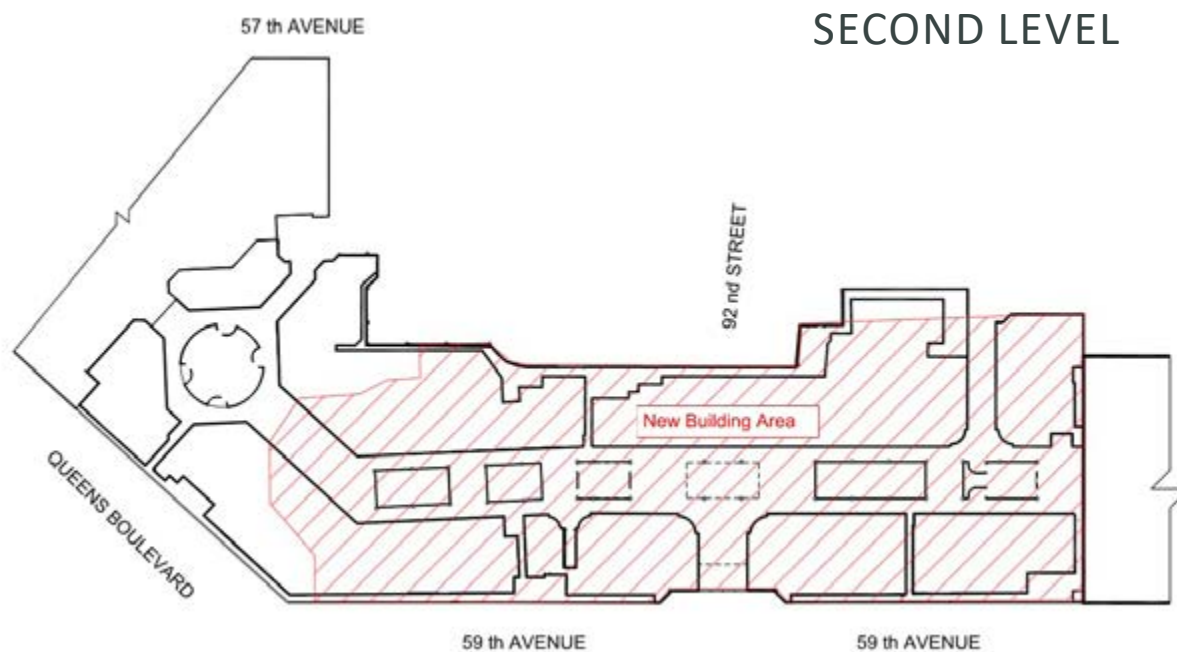 57 th AVENUE
SECOND LEVEL
92 nd STREET
New Building Area
QUEENS BOULEVARD
59 th AVENUE
59 th AVENUE